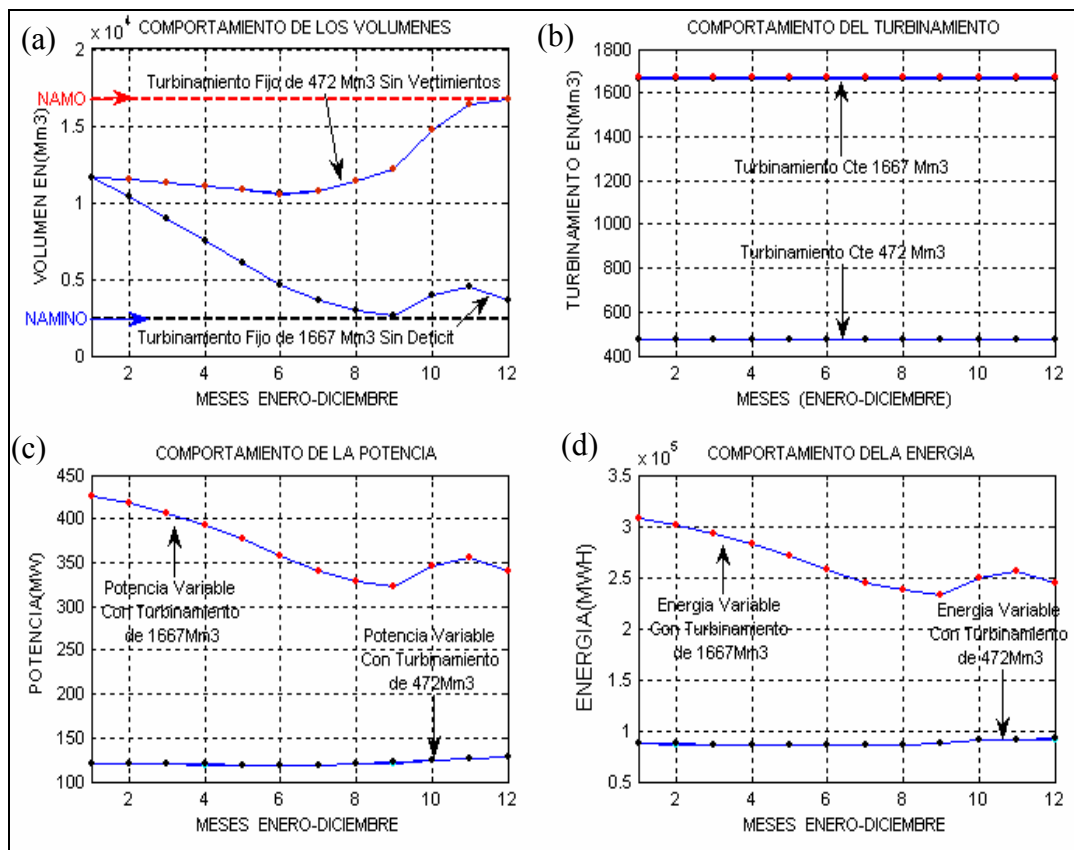 (a)
COMPORTAMIENTO DE LOS VOLUMENES
x 10^4
VOLUMEN EN(Mm3)
2
1.5
1
0.5
0
NAMO
NAMINO
Turbinamiento Fijo de 472 Mm3 Sin Vertimientos
Turbinamiento Fijo de 1667 Mm3 Sin Deficit
2 4 6 8 10 12
MESES ENERO-DICIEMBRE
(b)
COMPORTAMIENTO DEL TURBINAMIENTO
TURBINAMIENTO EN(Mm3)
1800
1600
1400
1200
1000
800
600
400
Turbinamiento Cte 1667 Mm3
Turbinamiento Cte 472 Mm3
2 4 6 8 10 12
MESES (ENERO-DICIEMBRE)
(c)
COMPORTAMIENTO DE LA POTENCIA
POTENCIA(MW)
450
400
350
300
250
200
150
100
Potencia Variable
Con Turbinamiento
de 1667Mm3
Potencia Variable
Con Turbinamiento
de 472Mm3
2 4 6 8 10 12
MESES ENERO-DICIEMBRE
(d)
COMPORTAMIENTO DELA ENERGIA
x 10^5
ENERGIA(MWH)
3.5
3
2.5
2
1.5
1
0.5
Energia Variable
Con Turbinamiento
de 1667Mm3
Energia Variable
Con Turbinamiento
de 472Mm3
2 4 6 8 10 12
MESES ENERO-DICIEMBRE